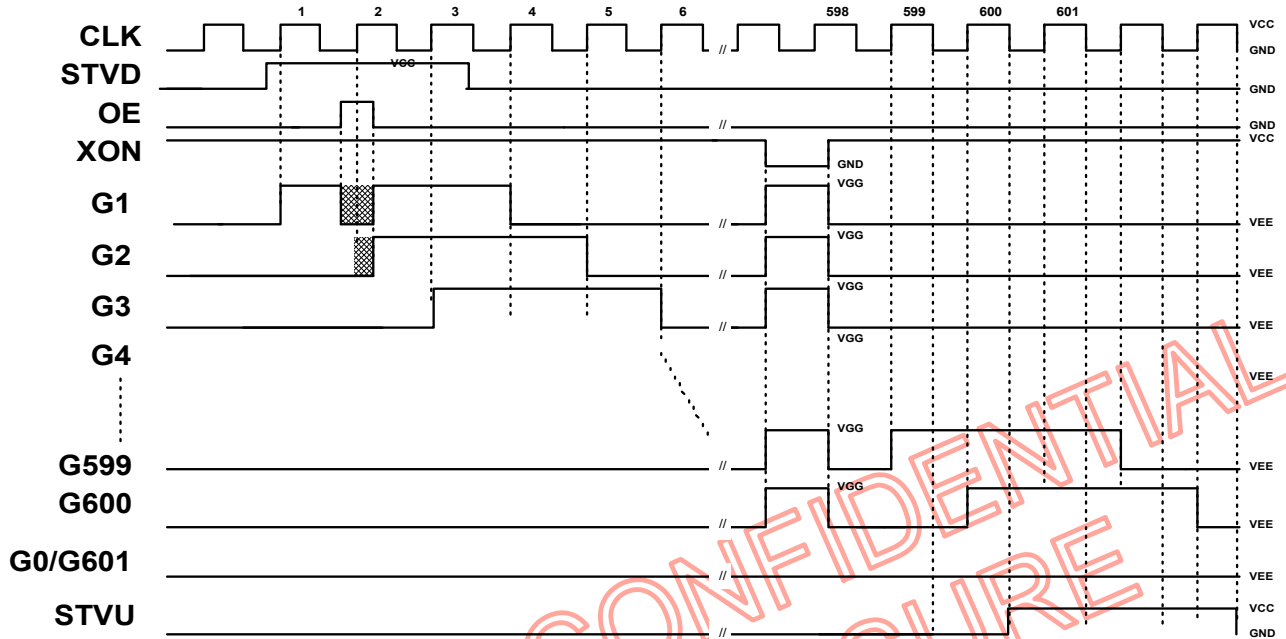 1 2 3 4 5 6 598 599 600 601
CLK // VCC
GND
STVD VGG
GND
OE // GND
XON // VCC
GND
G1 VGG
// VEE
G2 VGG
// VEE
G3 VGG
// VEE
G4 VGG
VEE
G599 VGG
// VEE
G600 VGG
// VEE
G0/G601 // VEE
STVU // VCC
GND
CONFIDENTIAL